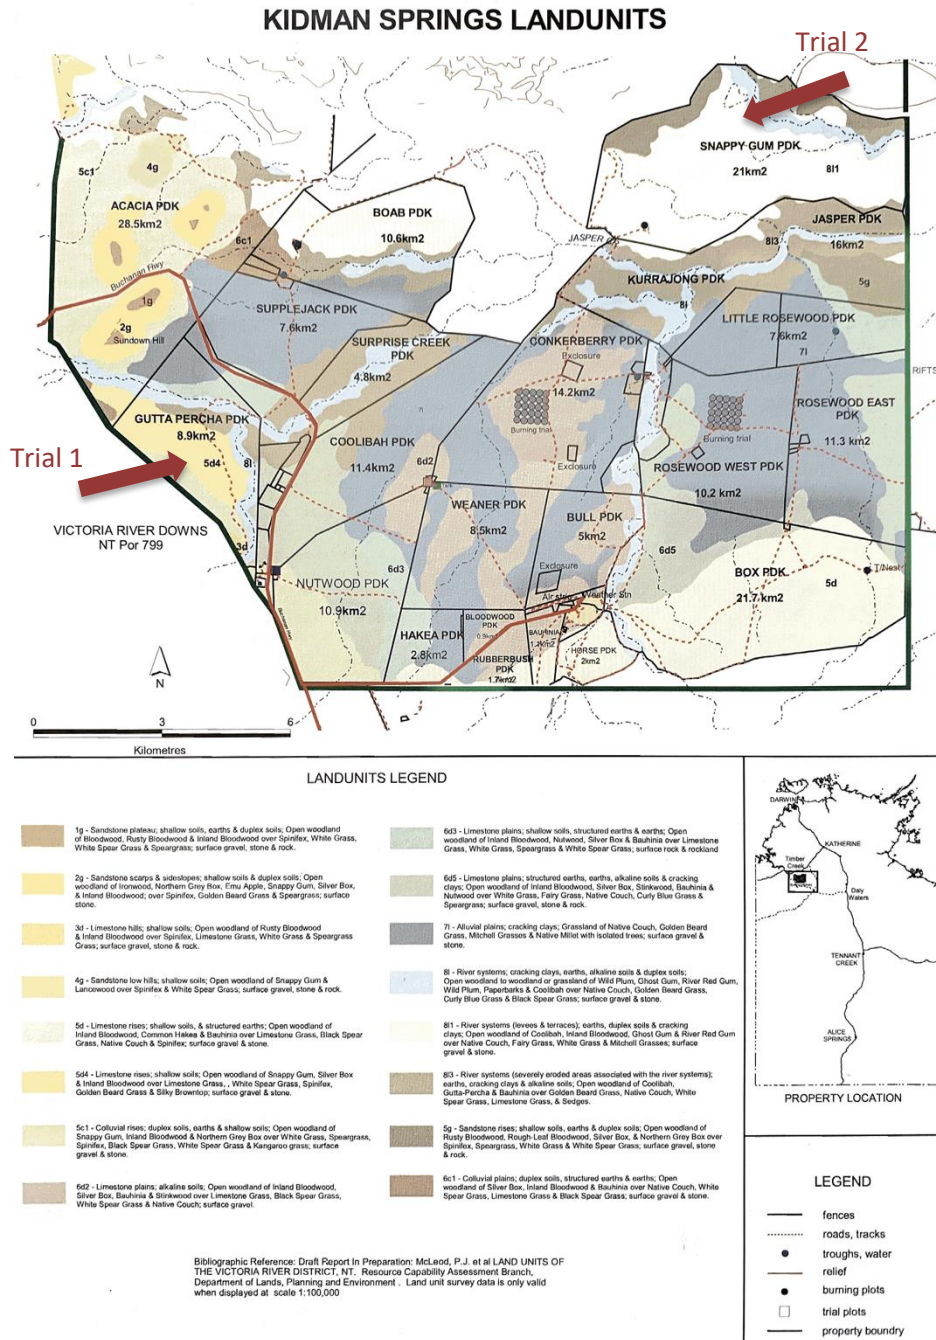 KIDMAN SPRINGS LANDUNITS
Trial 2
SNAPPY GUM PDK
21km2
8l1
5c1
4g
ACACIA PDK
28.5km2
BOAB PDK
10.6km2
JASPER PDK
16km2
6c1
8l3
Buchanan Hwy
KURRAJONG PDK
5g
1g
8l
SUPPLEJACK PDK
7.6km2
LITTLE ROSEWOOD PDK
7.6km2
7l
2g
Sundown Hill
SURPRISE CREEK
PDK
4.8km2
CONKERBERRY PDK
Exclosure
14.2km2
RIFTS
ROSEWOOD EAST
PDK
11.3 km2
GUTTA PERCHA PDK
8.9km2
7l
Burning trial
Burning trial
Trial 1
5d4
8l
COOLIBAH PDK
11.4km2
6d2
Exclosure
ROSEWOOD WEST PDK
10.2 km2
WEANER PDK
8.5km2
BULL PDK
5km2
VICTORIA RIVER DOWNS
NT Por 799
3d
6d3
6d5
Exclosure
BOX PDK
21.7 km2
5d
T/Nest
NUTWOOD PDK
10.9km2
Air strip
Weather Stn
BLOODWOOD
PDK
0.9km2
BAUHINIA
HAKEA PDK
2.8km2
HORSE PDK
2km2
RUBBERBUSH
PDK
1.7km2
Buchanan Hwy
N
0 3 6
Kilometres
LANDUNITS LEGEND
1g - Sandstone plateau; shallow soils, earths & duplex soils; Open woodland
of Bloodwood, Rusty Bloodwood & Inland Bloodwood over Spinifex, White Grass,
White Spear Grass & Speargrass; surface gravel, stone & rock.
2g - Sandstone scarps & sideslopes; shallow soils & duplex soils; Open
woodland of Ironwood, Northern Grey Box, Emu Apple, Snappy Gum, Silver Box,
& Inland Bloodwood; over Spinifex, Golden Beard Grass & Speargrass; surface
stone.
3d - Limestone hills; shallow soils; Open woodland of Rusty Bloodwood
& Inland Bloodwood over Spinifex, Limestone Grass, White Grass & Speargrass
Grass; surface gravel, stone & rock.
4g - Sandstone low hills; shallow soils; Open woodland of Snappy Gum &
Lancewood over Spinifex & White Spear Grass; surface gravel, stone & rock.
5d - Limestone rises; shallow soils, & structured earths; Open woodland of
Inland Bloodwood, Common Hakea & Bauhinia over Limestone Grass, Black Spear
Grass, Native Couch & Spinifex; surface gravel & stone.
5d4 - Limestone rises; shallow soils; Open woodland of Snappy Gum, Silver Box
& Inland Bloodwood over Limestone Grass, , White Spear Grass, Spinifex,
Golden Beard Grass & Silky Browntop; surface gravel & stone.
5c1 - Colluvial rises; duplex soils, earths & shallow soils; Open woodland of
Snappy Gum, Inland Bloodwood & Northern Grey Box over White Grass, Speargrass,
Spinifex, Black Spear Grass, White Spear Grass & Kangaroo grass; surface
gravel & stone.
6d2 - Limestone plains; alkaline soils; Open woodland of Inland Bloodwood,
Silver Box, Bauhinia & Stinkwood over Limestone Grass, Black Spear Grass,
White Spear Grass & Native Couch; surface gravel.
6d3 - Limestone plains; shallow soils, structured earths & earths; Open
woodland of Inland Bloodwood, Nutwood, Silver Box & Bauhinia over Limestone
Grass, White Grass, Speargrass & White Spear Grass; surface rock & rockland
6d5 - Limestone plains; structured earths, earths, alkaline soils & cracking
clays; Open woodland of Inland Bloodwood, Silver Box, Stinkwood, Bauhinia &
Nutwood over White Grass, Fairy Grass, Native Couch, Curly Blue Grass &
Speargrass; surface gravel, stone & rock.
7l - Alluvial plains; cracking clays; Grassland of Native Couch, Golden Beard
Grass, Mitchell Grasses & Native Millet with isolated trees; surface gravel &
stone.
8l - River systems; cracking clays, earths, alkaline soils & duplex soils;
Open woodland to woodland or grassland of Wild Plum, Ghost Gum, River Red Gum,
Wild Plum, Paperbarks & Coolibah over Native Couch, Golden Beard Grass,
Curly Blue Grass & Black Spear Grass; surface gravel & stone.
8l1 - River systems (levees & terraces); earths, duplex soils & cracking
clays; Open woodland of Coolibah, Inland Bloodwood, Ghost Gum & River Red Gum
over Native Couch, Fairy Grass, White Grass & Mitchell Grasses; surface
gravel & stone.
8l3 - River systems (severely eroded areas associated with the river systems);
earths, cracking clays & alkaline soils; Open woodland of Coolibah,
Gutta-Percha & Bauhinia over Golden Beard Grass, Native Couch, White
Spear Grass, Limestone Grass, & Sedges.
5g - Sandstone rises; shallow soils, earths & duplex soils; Open woodland of
Rusty Bloodwood, Rough-Leaf Bloodwood, Silver Box, & Northern Grey Box over
Spinifex, Speargrass, White Grass & White Spear Grass; surface gravel, stone
& rock.
6c1 - Colluvial plains; duplex soils, structured earths & earths; Open
woodland of Silver Box, Inland Bloodwood & Bauhinia over Native Couch, White
Spear Grass, Limestone Grass & Black Spear Grass; surface gravel & stone.
Bibliographic Reference: Draft Report In Preparation: McLeod, P.J. et al LAND UNITS OF
THE VICTORIA RIVER DISTRICT, NT. Resource Capability Assessment Branch,
Department of Lands, Planning and Environment . Land unit survey data is only valid
when displayed at scale 1:100,000
DARWIN
KATHERINE
Timber
Creek
Daly
Waters
TENNANT
CREEK
ALICE
SPRINGS
PROPERTY LOCATION
LEGEND
fences
roads, tracks
troughs, water
relief
burning plots
trial plots
property boundry